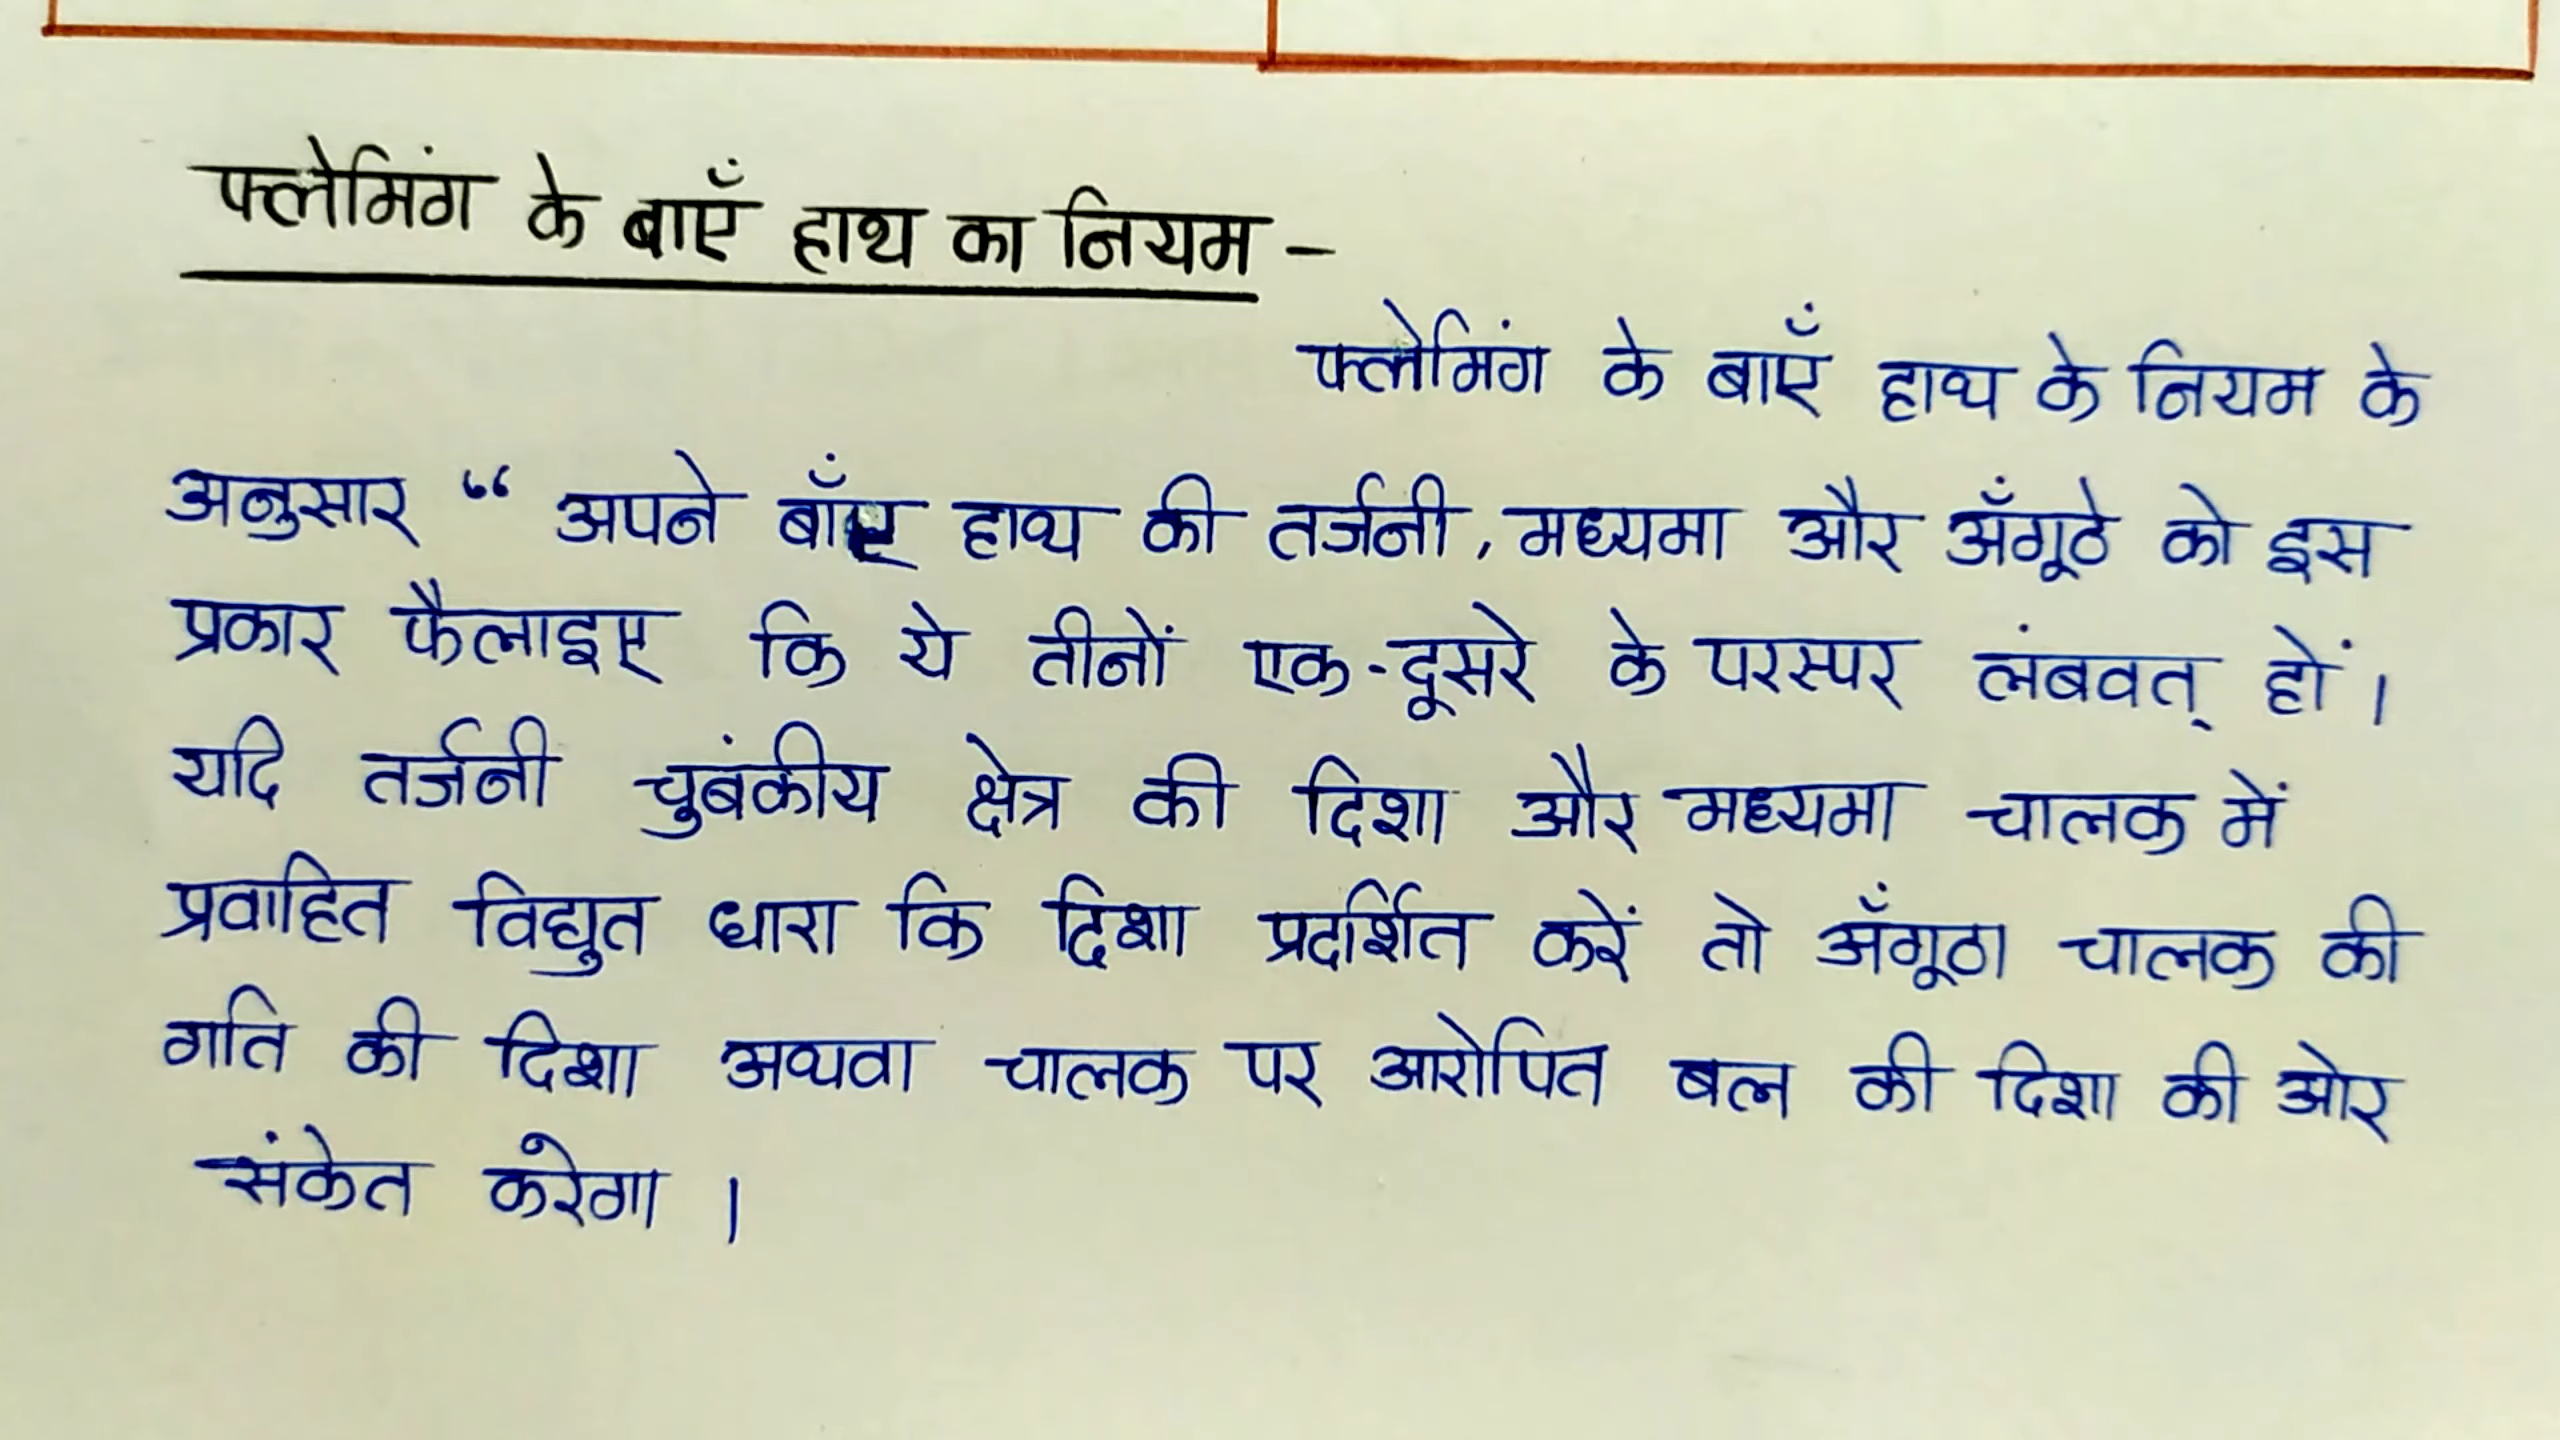 फ्लेमिंग के बाएँ हाथ का नियम –
फ्लेमिंग के बाएँ हाथ के नियम के
अनुसार “ अपने बाँए हाथ की तर्जनी, मध्यमा और अँगूठे को इस
प्रकार फैलाइए कि ये तीनों एक-दूसरे के परस्पर लंबवत् हों।
यदि तर्जनी चुबंकीय क्षेत्र की दिशा और मध्यमा चालक में
प्रवाहित विद्युत धारा कि दिशा प्रदर्शित करें तो अँगूठा चालक की
गति की दिशा अथवा चालक पर आरोपित बल की दिशा की ओर
संकेत करेगा ।